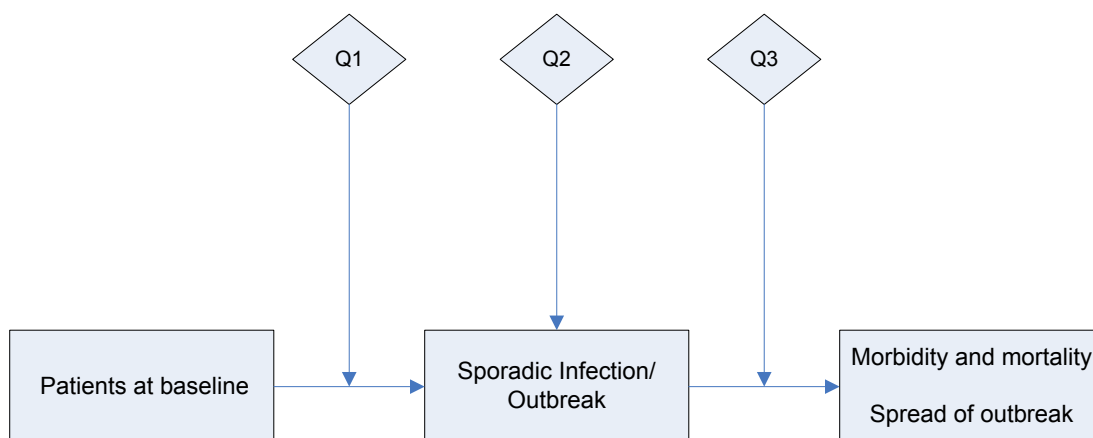 Q1
Q2
Q3
Patients at baseline
Sporadic Infection/
Outbreak
Morbidity and mortality
Spread of outbreak